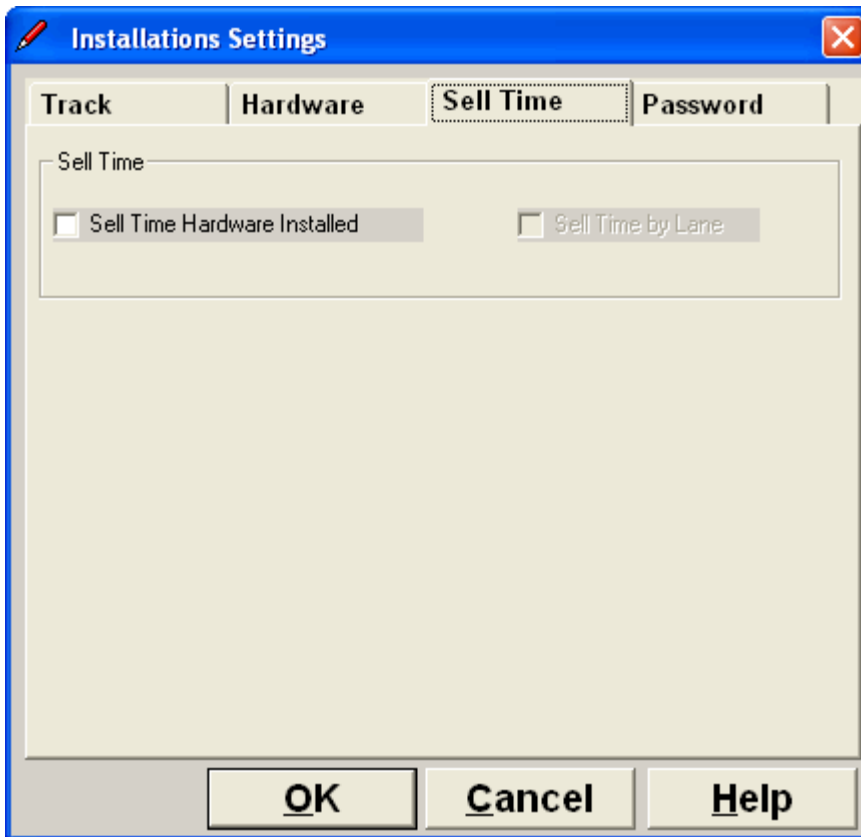 Installations Settings
Track Hardware Sell Time Password
Sell Time
Sell Time Hardware Installed Sell Time by Lane
OK Cancel Help